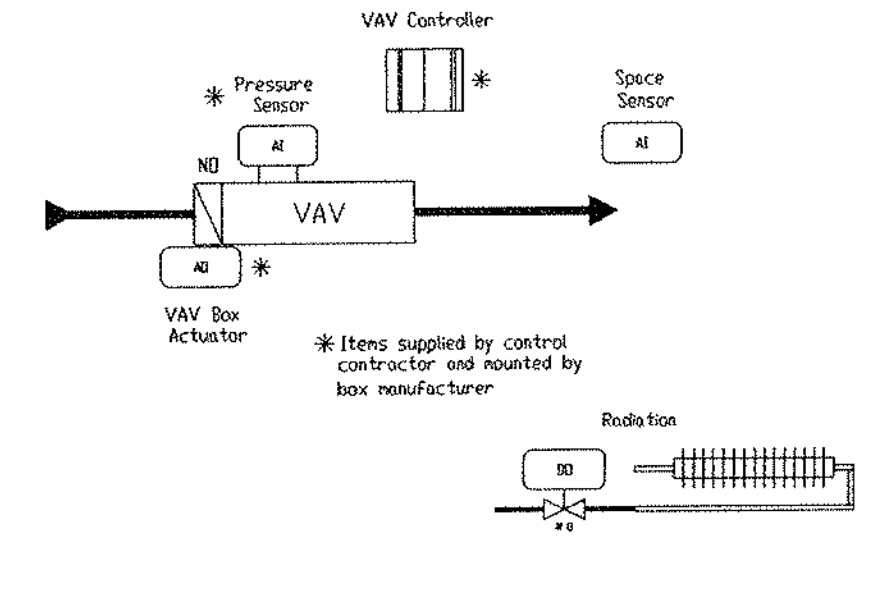 VAV Controller
Pressure
Sensor
Space
Sensor
AI
AI
NO
VAV
AO
VAV Box
Actuator
* Items supplied by control
contractor and mounted by
box manufacturer
Radiation